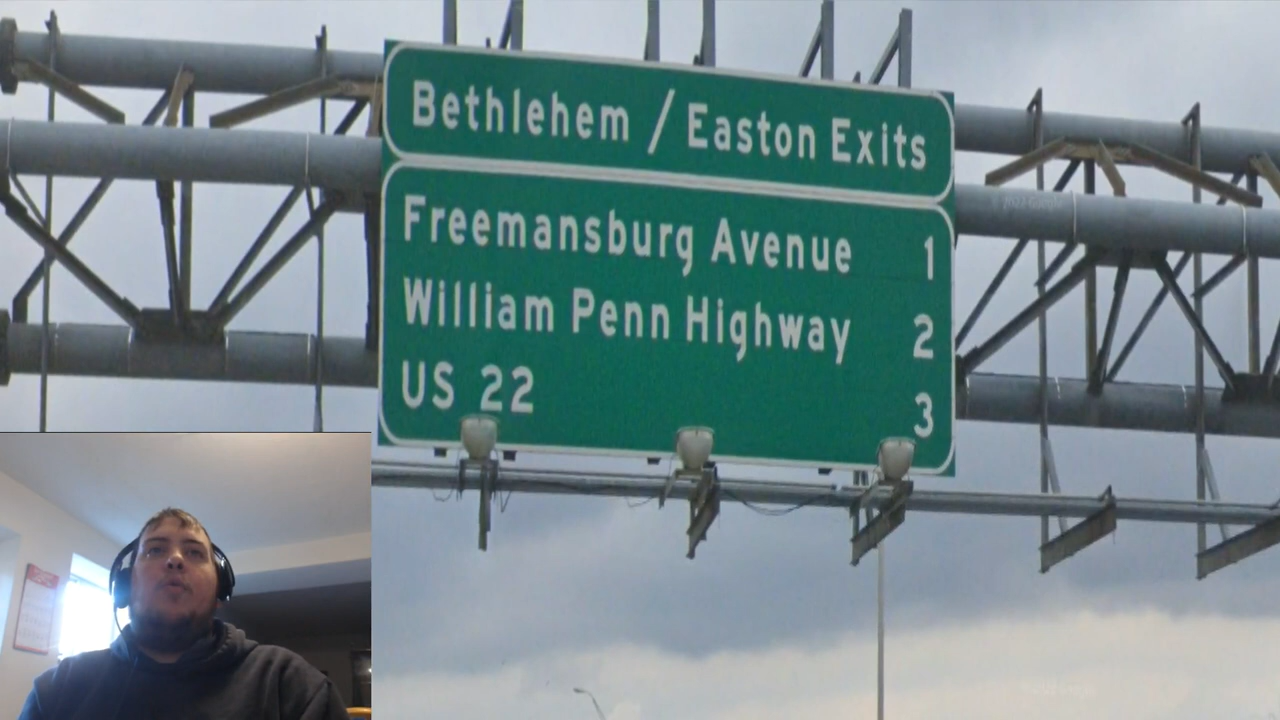 Bethlehem / Easton Exits
Freemansburg Avenue 1
William Penn Highway 2
US 22 3